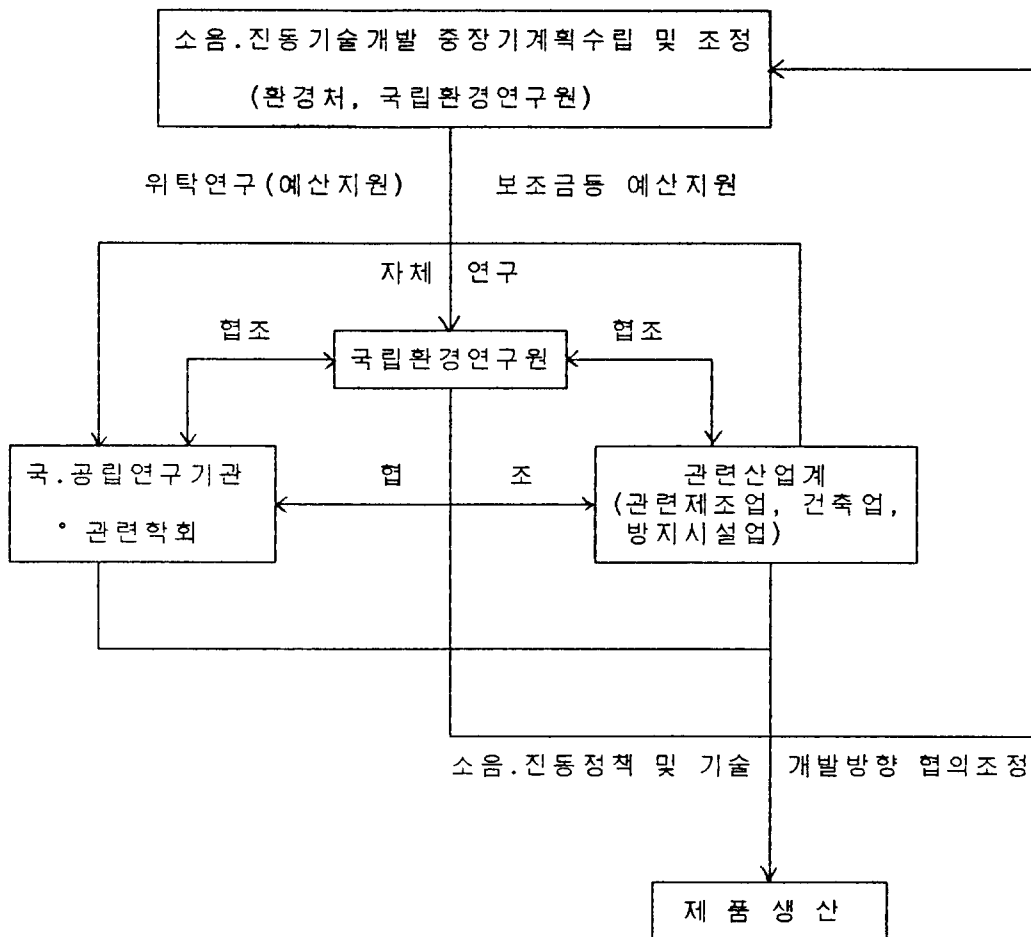 소음.진동기술개발 중장기계획수립 및 조정
(환경처, 국립환경연구원)
위탁연구(예산지원) 보조금등 예산지원
자체 연구
협조 협조
국립환경연구원
국.공립연구기관
° 관련학회
협 조
관련산업계
(관련제조업, 건축업,
방지시설업)
소음.진동정책 및 기술 개발방향 협의조정
제 품 생 산